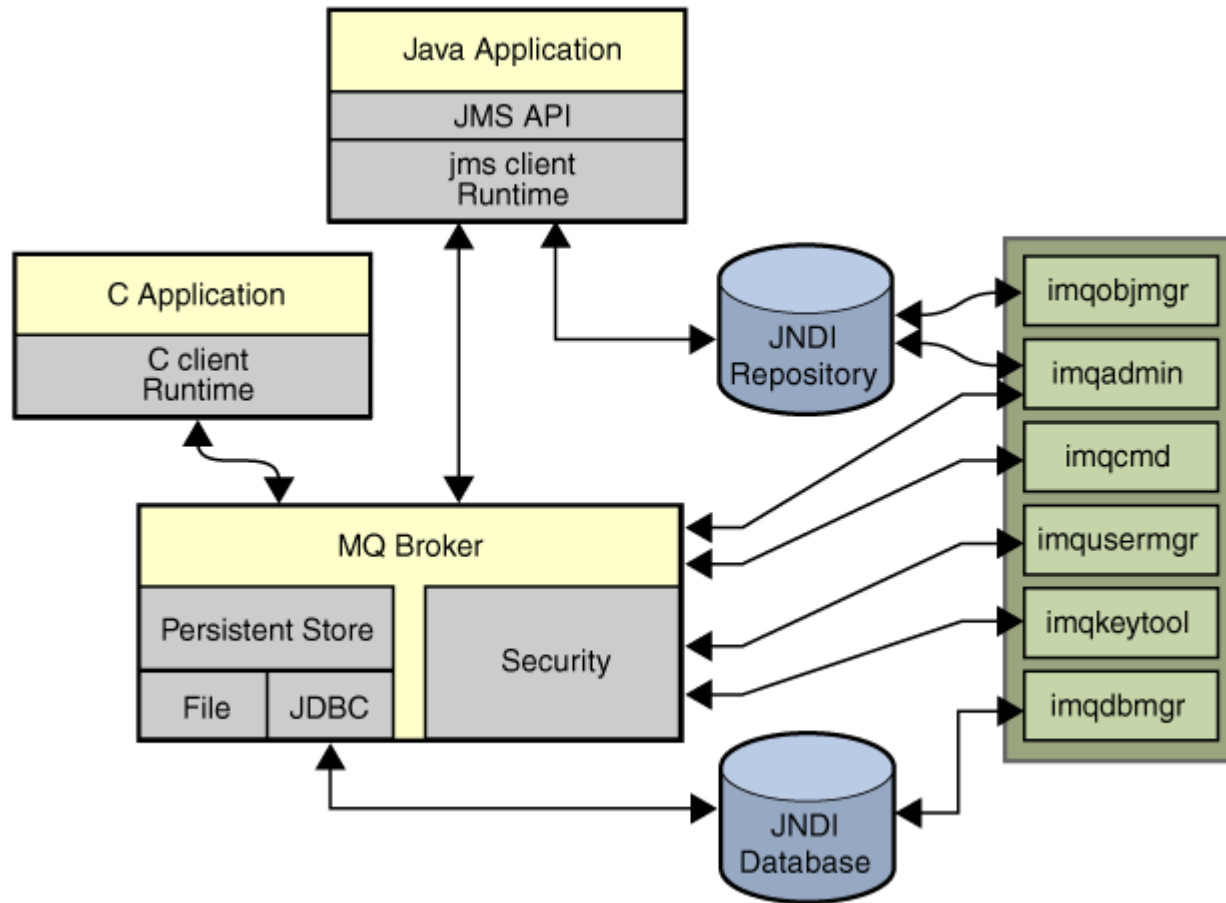 Java Application
JMS API
jms client
Runtime
C Application
C client
Runtime
JNDI
Repository
imqobjmgr
imqadmin
imqcmd
imqusermgr
imqkeytool
imqdbmgr
MQ Broker
Persistent Store
File
JDBC
Security
JNDI
Database